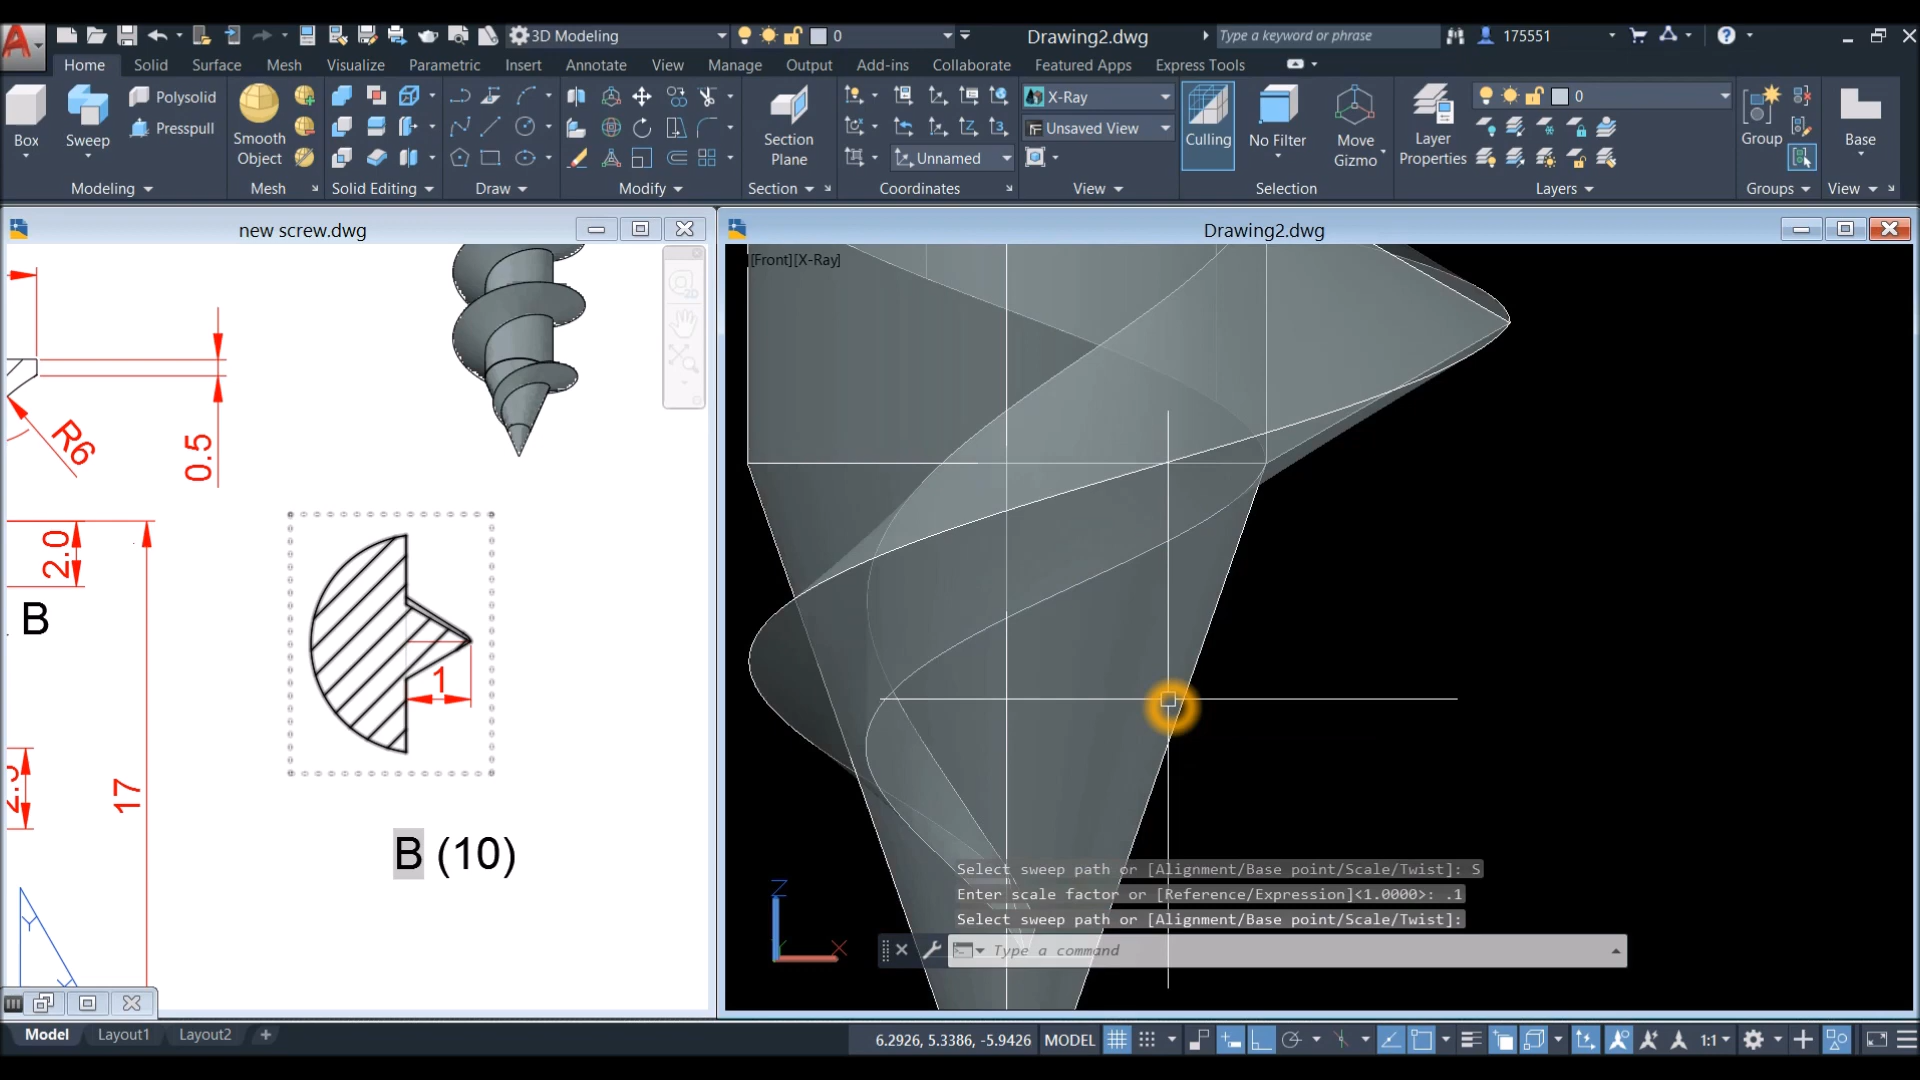 3D Modeling
0
Drawing2.dwg
Type a keyword or phrase
175551
Home
Solid
Surface
Mesh
Visualize
Parametric
Insert
Annotate
View
Manage
Output
Add-ins
Collaborate
Featured Apps
Express Tools
Box
Sweep
Polysolid
Presspull
Smooth
Object
Section
Plane
X-Ray
Unsaved View
Unnamed
Culling
No Filter
Move
Gizmo
Layer
Properties
0
Group
Base
Modeling
Mesh
Solid Editing
Draw
Modify
Section
Coordinates
View
Selection
Layers
Groups
View
new screw.dwg
Drawing2.dwg
[Front][X-Ray]
R6
0.5
2.0
B
17
1
B (10)
Y
Z
X
Select sweep path or [Alignment/Base point/Scale/Twist]: S
Enter scale factor or [Reference/Expression]<1.0000>: .1
Select sweep path or [Alignment/Base point/Scale/Twist]:
Type a command
Model
Layout1
Layout2
6.2926, 5.3386, -5.9426
MODEL
1:1